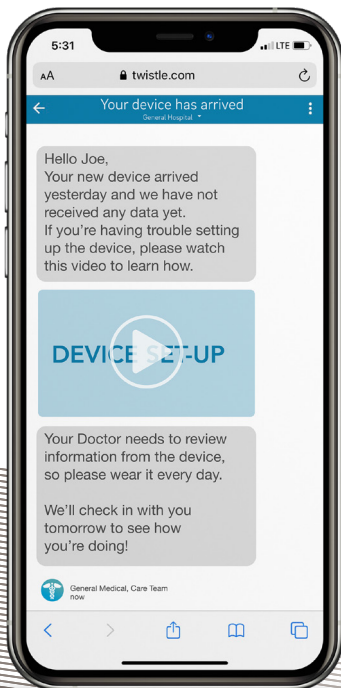 5:31
LTE
AA
twistle.com
Your device has arrived
General Hospital
Hello Joe,
Your new device arrived
yesterday and we have not
received any data yet.
If you're having trouble setting
up the device, please watch
this video to learn how.
DEVICE SET-UP
Your Doctor needs to review
information from the device,
so please wear it every day.
We'll check in with you
tomorrow to see how
you're doing!
General Medical, Care Team
now